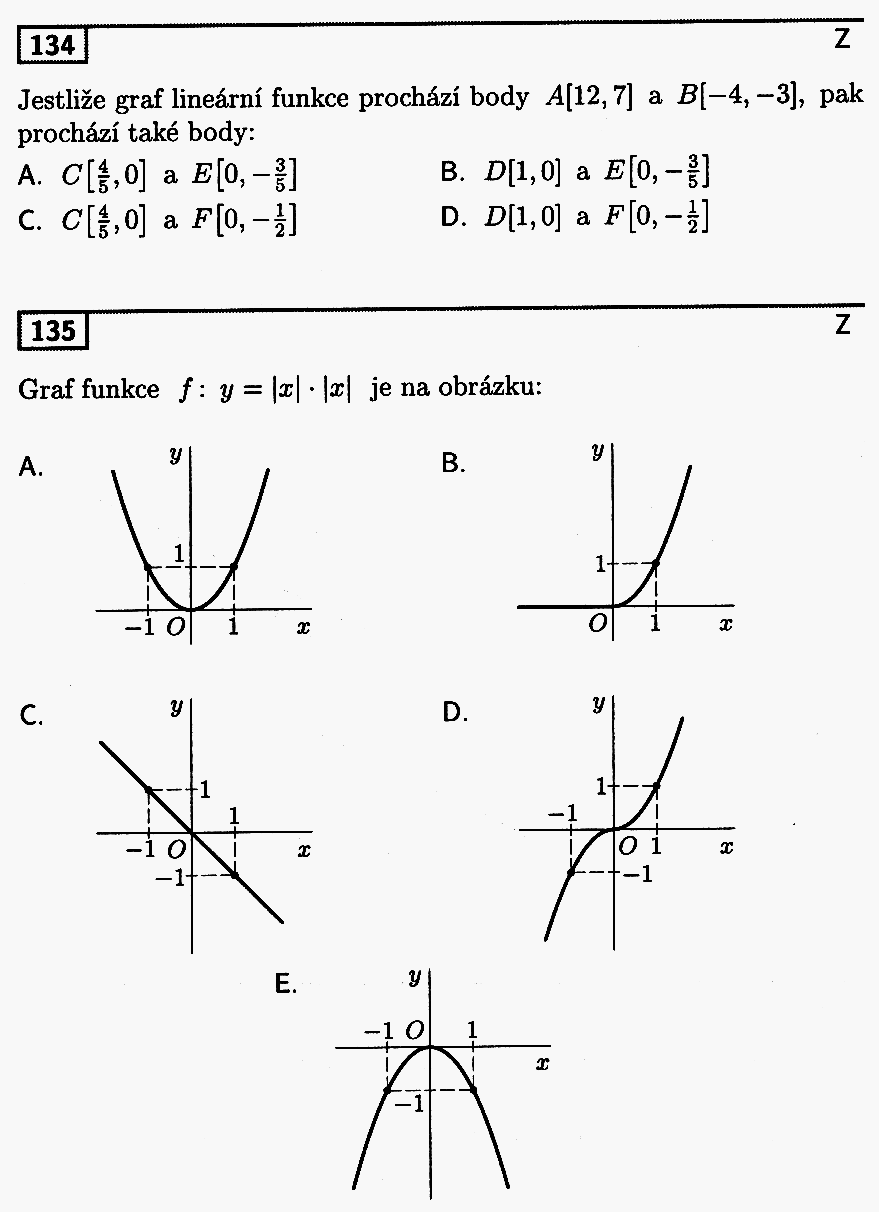 134 Z
Jestliže graf lineární funkce prochází body A[12, 7] a B[−4, −3], pak
prochází také body:
A. C[4/5, 0] a E[0, −3/5] B. D[1, 0] a E[0, −3/5]
C. C[4/5, 0] a F[0, −1/2] D. D[1, 0] a F[0, −1/2]
135 Z
Graf funkce f: y = |x| · |x| je na obrázku:
A. y
1
−1 O 1 x
B. y
1
O 1 x
C. y
1
1
−1 O x
−1
D. y
1
−1
O 1 x
−1
E. y
−1 O 1
x
−1